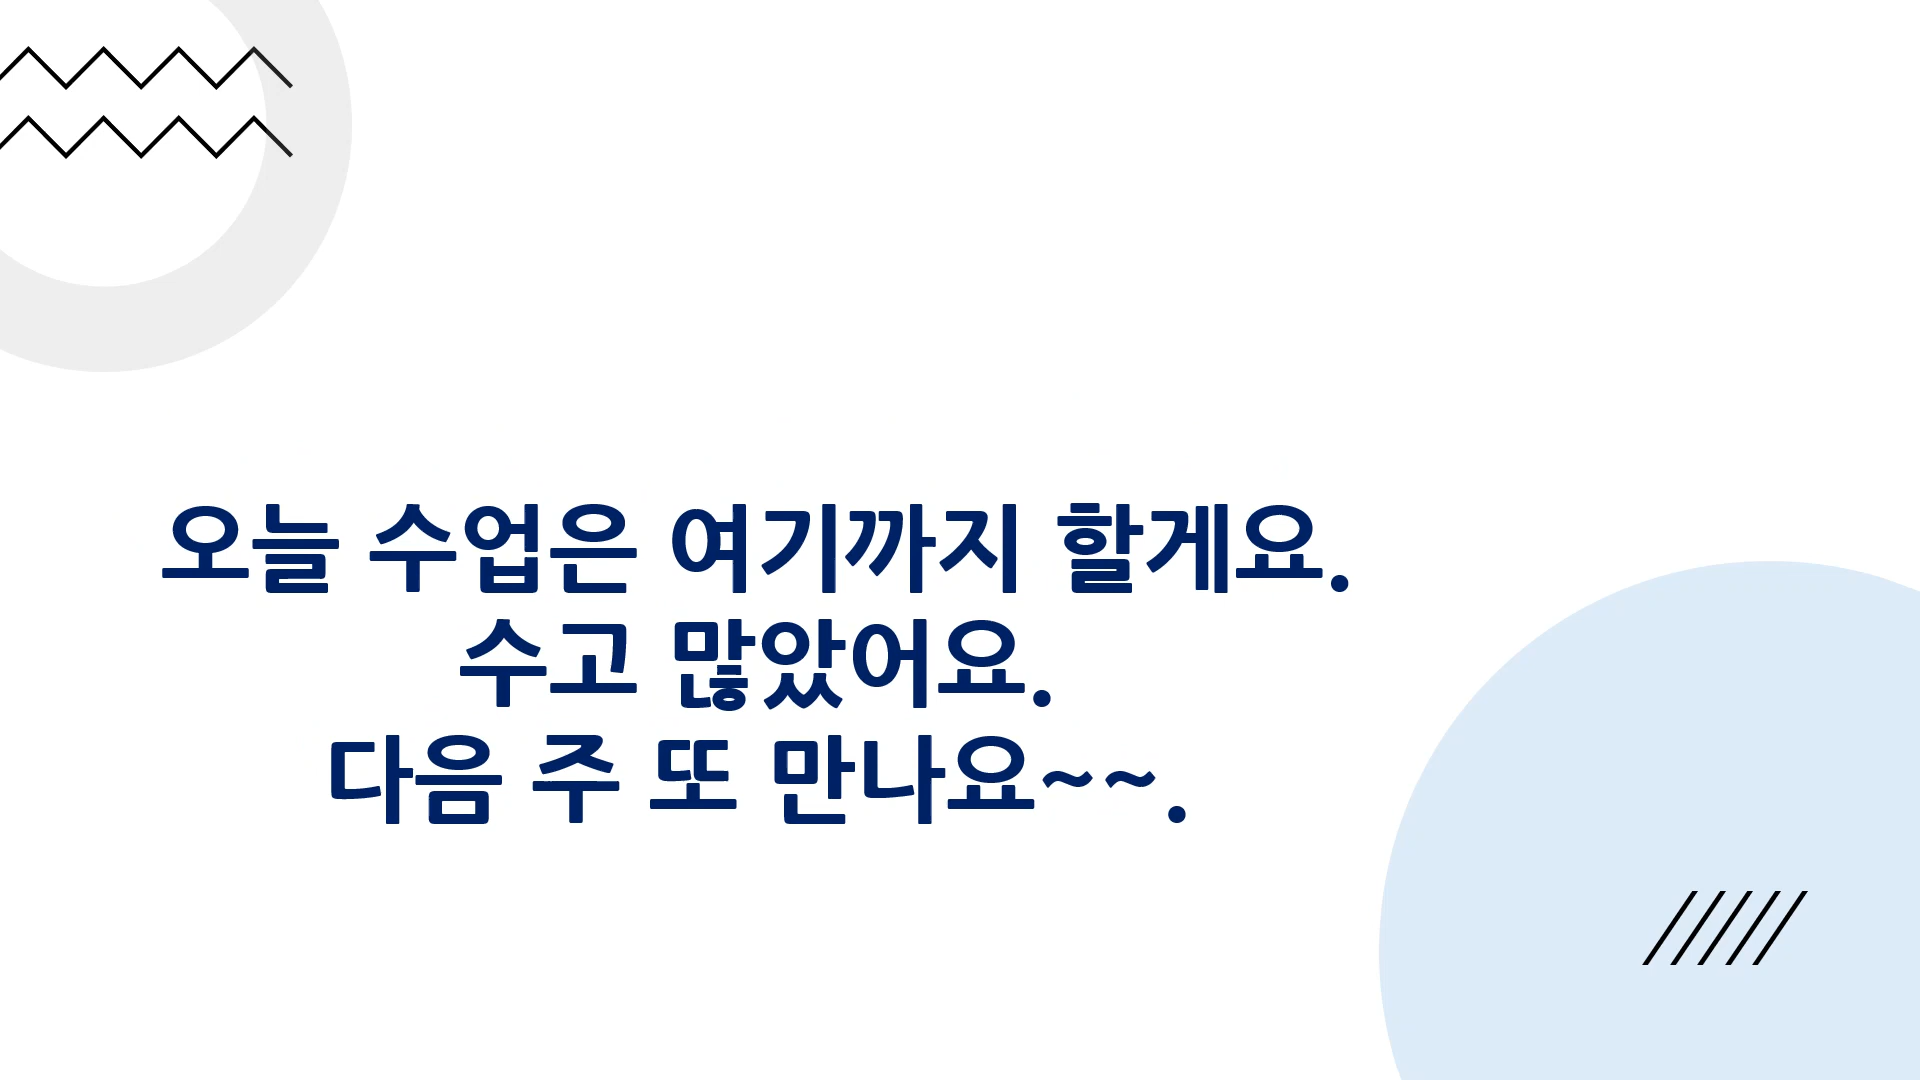 오늘 수업은 여기까지 할게요.
수고 많았어요.
다음 주 또 만나요~~.